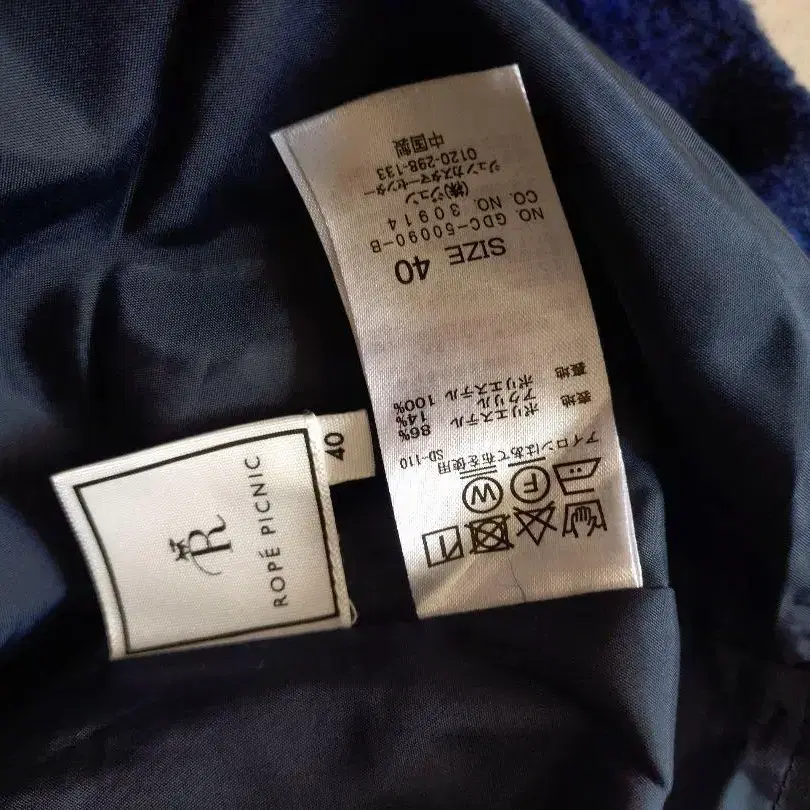 R
ROPÉ PICNIC
40
F W
アイロンはあて布を使用
SD-110
表地 ポリエステル 86%
アクリル 14%
裏地 ポリエステル 100%
SIZE 40
NO. GDC-50090-B
CO. NO. 30914
(株)ジュン
ジュンカスタマーセンター
0120-298-133
中国製